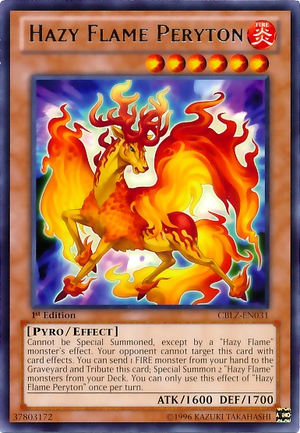 Hazy Flame Peryton
FIRE
炎
1st Edition
CBLZ-EN031
[Pyro/Effect]
Cannot be Special Summoned, except by a "Hazy Flame"
monster's effect. Your opponent cannot target this card with
card effects. You can send 1 FIRE monster from your hand to the
Graveyard and Tribute this card; Special Summon 2 "Hazy Flame"
monsters from your Deck. You can only use this effect of "Hazy
Flame Peryton" once per turn.
ATK/1600 DEF/1700
37803172
©1996 KAZUKI TAKAHASHI